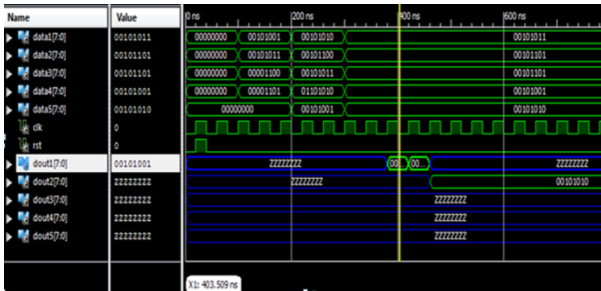 Name Value 0 ns 200 ns 400 ns 600 ns
data1[7:0] 00101011 00000000 00101001 00101010 00101011
data2[7:0] 00101101 00000000 00101011 00101100 00101101
data3[7:0] 01101101 00000000 00001100 00101011 01101101
data4[7:0] 00101001 00000000 00001101 01101010 00101001
data5[7:0] 00101010 00000000 00101001 00101010
clk 0
rst 0
dout1[7:0] 00101001 ZZZZZZZZ 00... 00... ZZZZZZZZ
dout2[7:0] ZZZZZZZZ ZZZZZZZZ 00101010
dout3[7:0] ZZZZZZZZ ZZZZZZZZ
dout4[7:0] ZZZZZZZZ ZZZZZZZZ
dout5[7:0] ZZZZZZZZ ZZZZZZZZ
X1: 403.509 ns